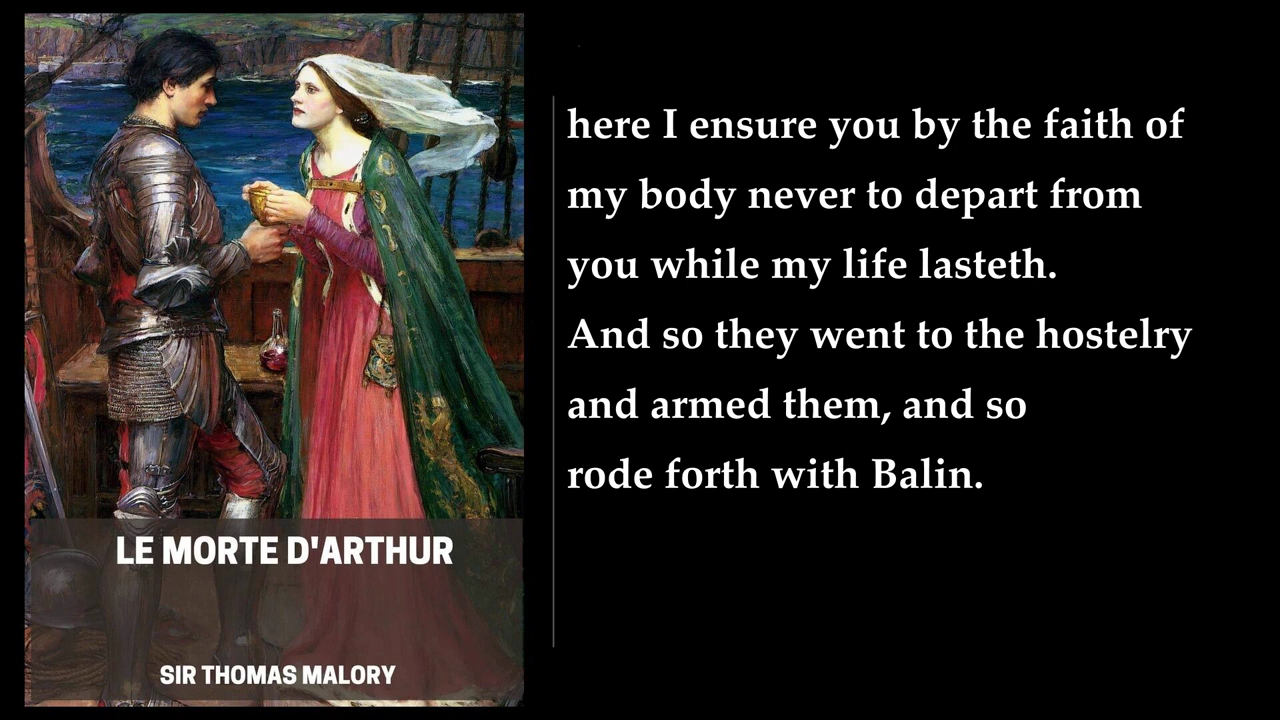 LE MORTE D'ARTHUR
SIR THOMAS MALORY
here I ensure you by the faith of
my body never to depart from
you while my life lasteth.
And so they went to the hostelry
and armed them, and so
rode forth with Balin.